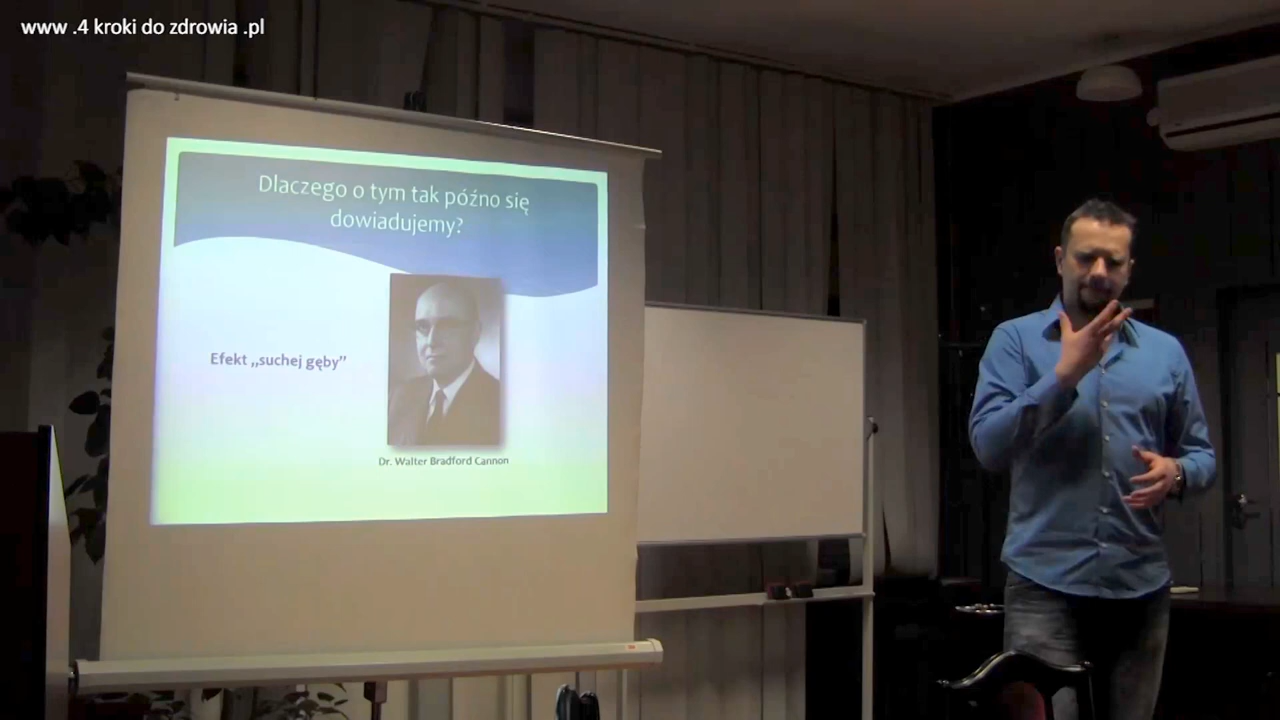 www .4 kroki do zdrowia .pl
Dlaczego o tym tak późno się
dowiadujemy?
Efekt „suchej gęby”
Dr. Walter Bradford Cannon